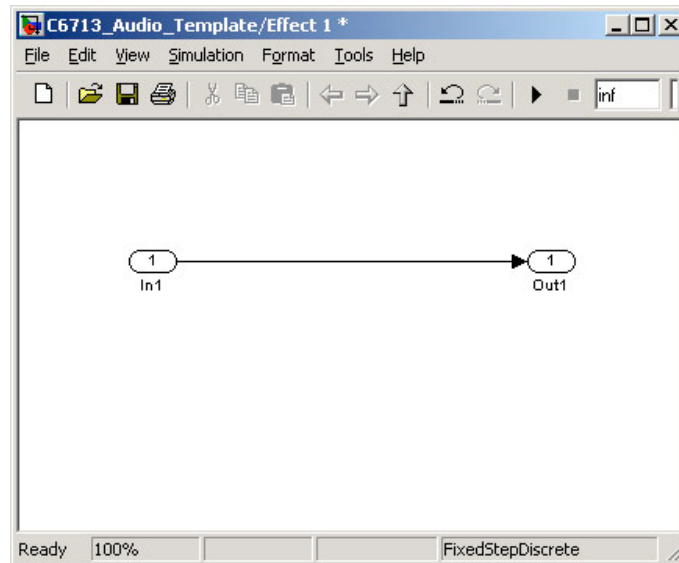 C6713_Audio_Template/Effect 1 *
File Edit View Simulation Format Tools Help
inf
1 1
In1 Out1
Ready 100% FixedStepDiscrete